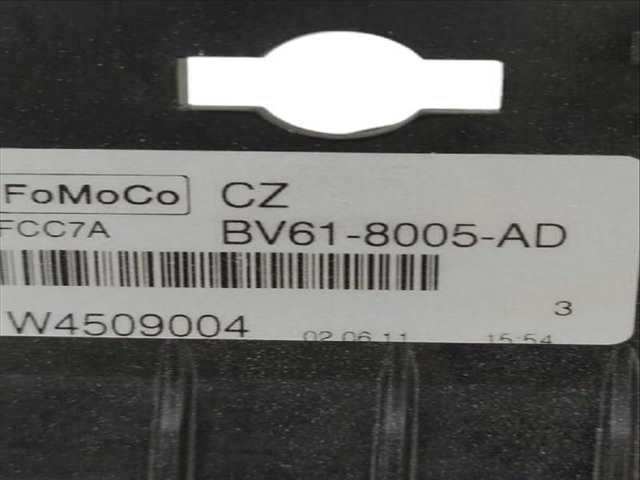 FoMoCo CZ
FCC7A BV61-8005-AD
3
W4509004 02.06.11 15:54